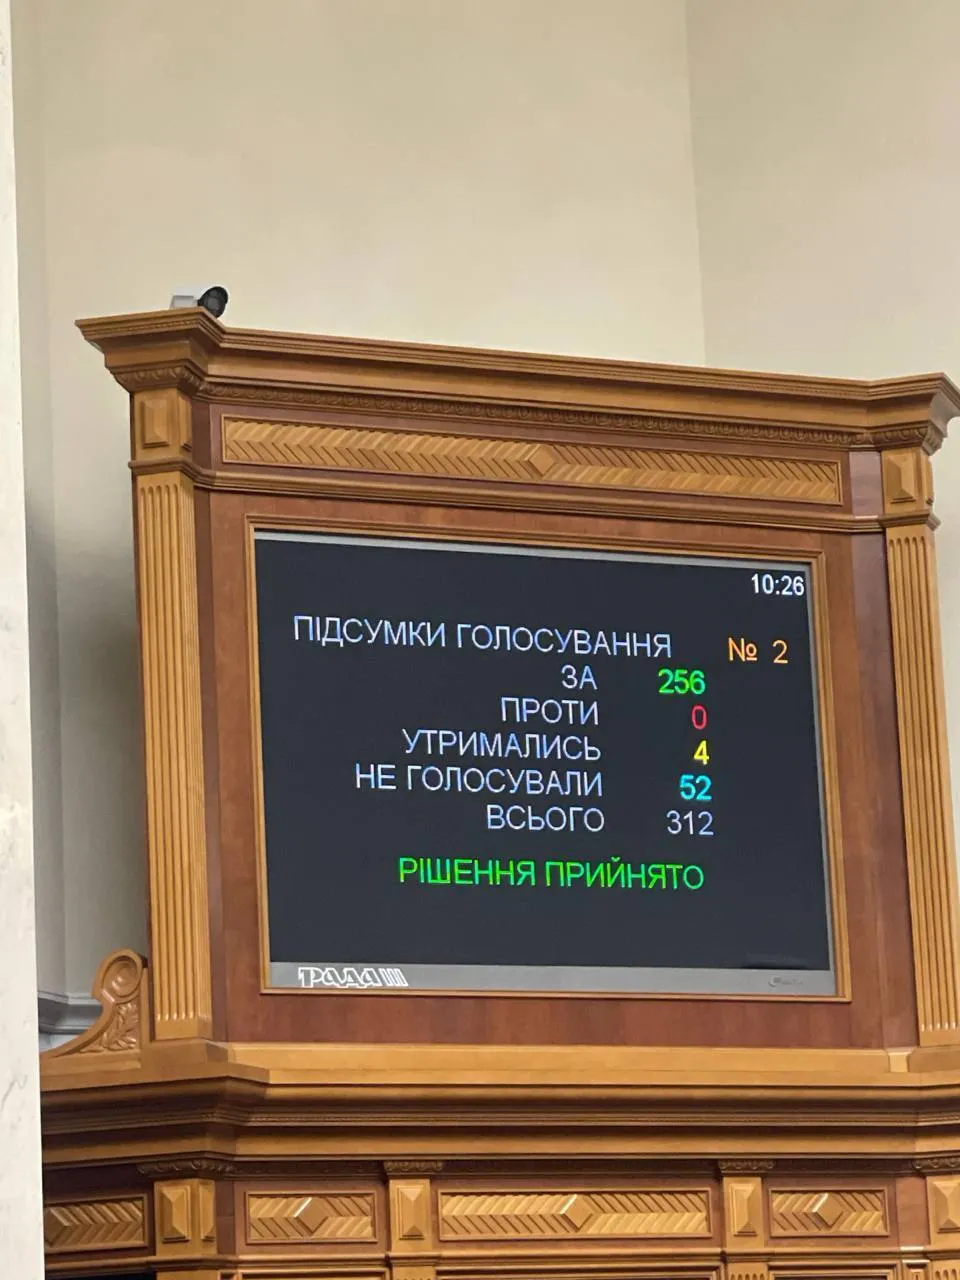 10:26
ПІДСУМКИ ГОЛОСУВАННЯ № 2
ЗА 256
ПРОТИ 0
УТРИМАЛИСЬ 4
НЕ ГОЛОСУВАЛИ 52
ВСЬОГО 312
РІШЕННЯ ПРИЙНЯТО
РАДА III